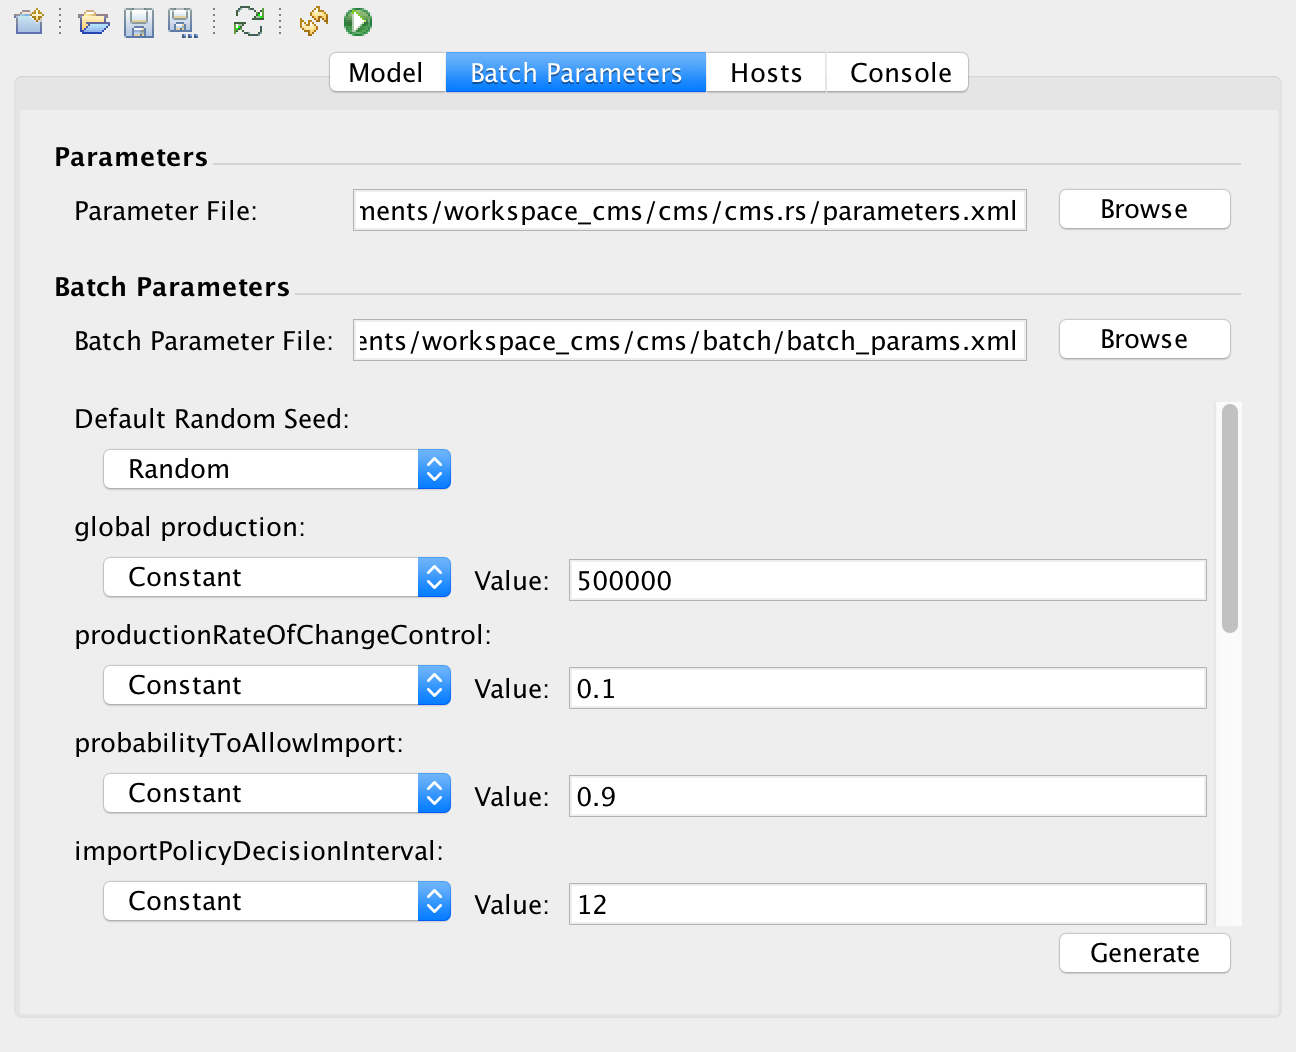 Model Batch Parameters Hosts Console
Parameters
Parameter File: ments/workspace_cms/cms/cms.rs/parameters.xml Browse
Batch Parameters
Batch Parameter File: ents/workspace_cms/cms/batch/batch_params.xml Browse
Default Random Seed:
Random
global production:
Constant Value: 500000
productionRateOfChangeControl:
Constant Value: 0.1
probabilityToAllowImport:
Constant Value: 0.9
importPolicyDecisionInterval:
Constant Value: 12
Generate